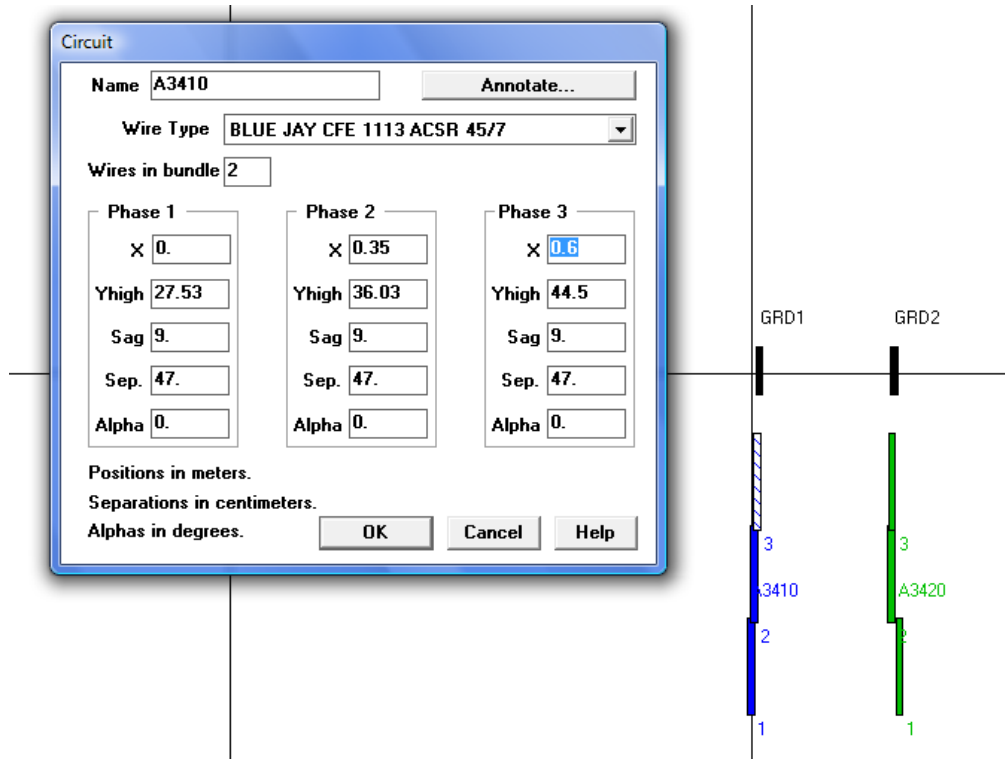 Circuit
Name A3410 Annotate...
Wire Type BLUE JAY CFE 1113 ACSR 45/7
Wires in bundle 2
Phase 1 Phase 2 Phase 3
X 0. X 0.35 X 0.6
Yhigh 27.53 Yhigh 36.03 Yhigh 44.5
Sag 9. Sag 9. Sag 9.
Sep. 47. Sep. 47. Sep. 47.
Alpha 0. Alpha 0. Alpha 0.
Positions in meters.
Separations in centimeters.
Alphas in degrees. OK Cancel Help
GRD1 GRD2
3 3
A3410 A3420
2 2
1 1